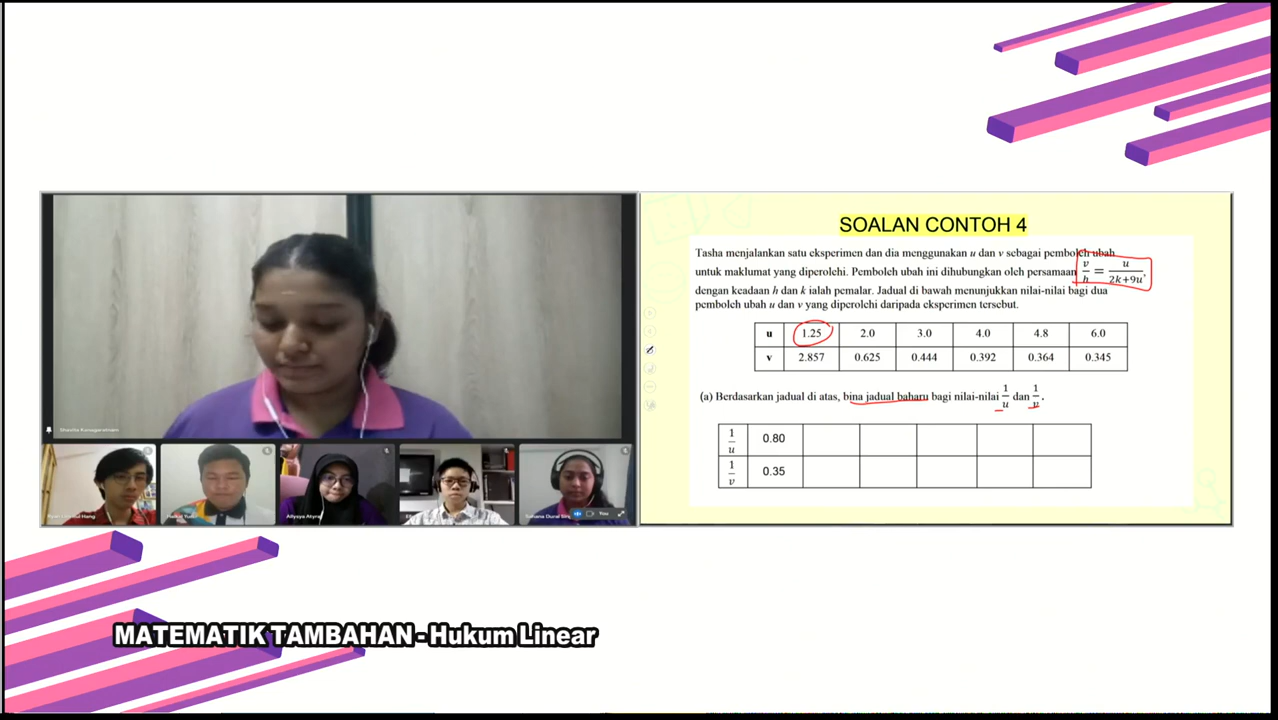 SOALAN CONTOH 4
Tasha menjalankan satu eksperimen dan dia menggunakan u dan v sebagai pemboleh ubah
untuk maklumat yang diperolehi. Pemboleh ubah ini dihubungkan oleh persamaan v/h = u/(2k+9u),
dengan keadaan h dan k ialah pemalar. Jadual di bawah menunjukkan nilai-nilai bagi dua
pemboleh ubah u dan v yang diperolehi daripada eksperimen tersebut.
u 1.25 2.0 3.0 4.0 4.8 6.0
v 2.857 0.625 0.444 0.392 0.364 0.345
(a) Berdasarkan jadual di atas, bina jadual baharu bagi nilai-nilai 1/u dan 1/v.
1/u 0.80
1/v 0.35
You
MATEMATIK TAMBAHAN - Hukum Linear